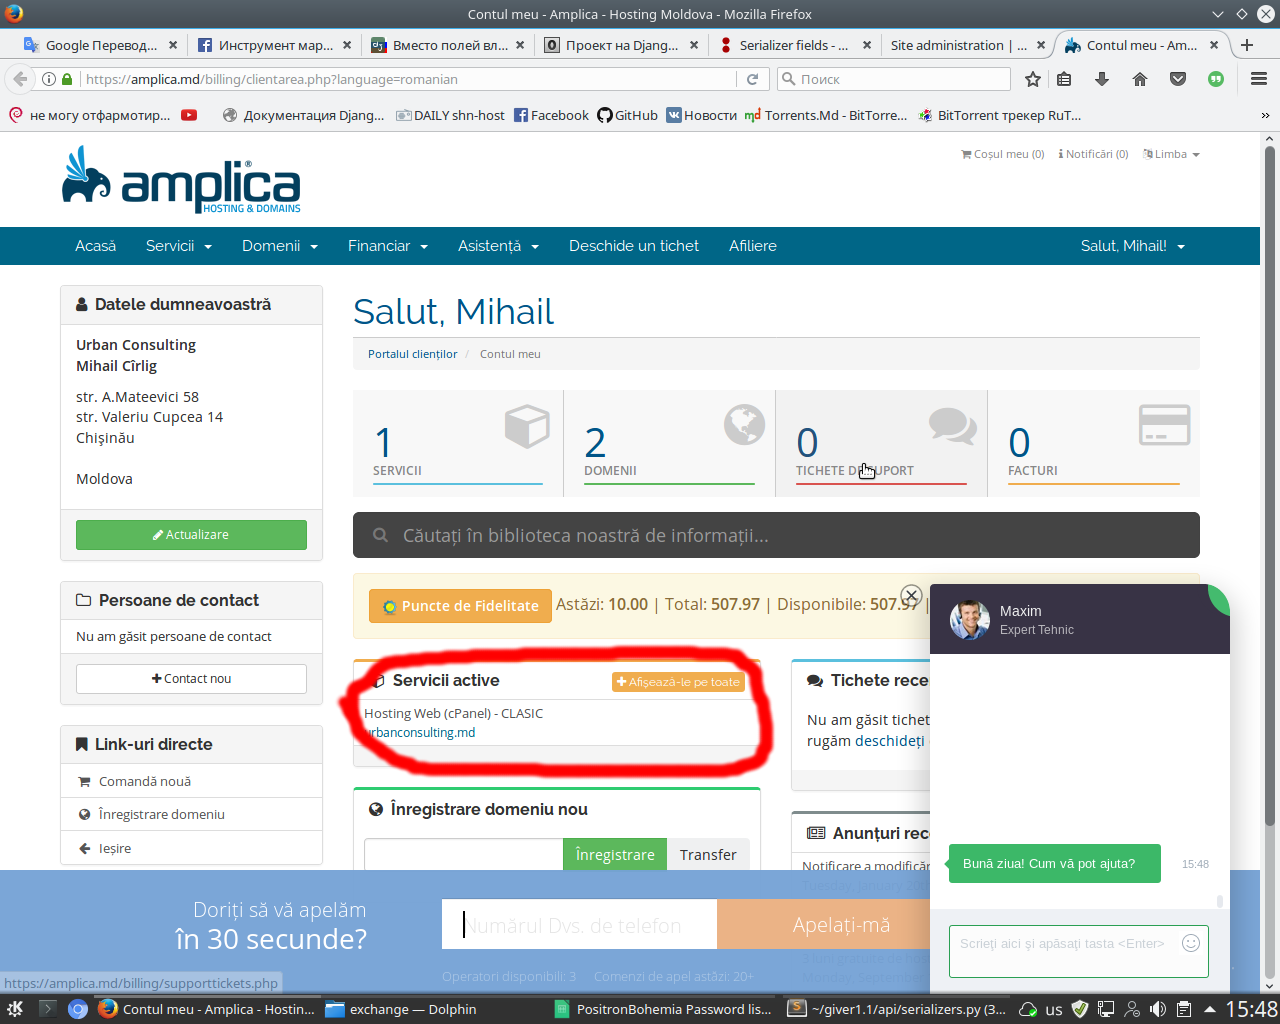 Contul meu - Amplica - Hosting Moldova - Mozilla Firefox
Google Перевод...
Инструмент мар...
Вместо полей вл...
Проект на Djang...
Serializer fields - ...
Site administration | ...
Contul meu - Am...
https://amplica.md/billing/clientarea.php?language=romanian
Поиск
не могу отфармотир...
Документация Djang...
DAILY shn-host
Facebook
GitHub
Новости
Torrents.Md - BitTorre...
BitTorrent трекер RuT...
amplica®
HOSTING & DOMAINS
Coșul meu (0)
Notificări (0)
Limba
Acasă
Servicii
Domenii
Financiar
Asistență
Deschide un tichet
Afiliere
Salut, Mihail!
Datele dumneavoastră
Urban Consulting
Mihail Cîrlig
str. A.Mateevici 58
str. Valeriu Cupcea 14
Chișinău
Moldova
Actualizare
Persoane de contact
Nu am găsit persoane de contact
Contact nou
Link-uri directe
Comandă nouă
Înregistrare domeniu
Ieșire
Salut, Mihail
Portalul clienților / Contul meu
1
SERVICII
2
DOMENII
0
TICHETE DE SUPORT
0
FACTURI
Căutați în biblioteca noastră de informații...
Puncte de Fidelitate
Astăzi: 10.00 | Total: 507.97 | Disponibile: 507.97 |
Servicii active
Afișează-le pe toate
Hosting Web (cPanel) - CLASIC
urbanconsulting.md
Tichete rece
Nu am găsit tichet
rugăm deschideți
Înregistrare domeniu nou
Înregistrare
Transfer
Anunțuri rec
Notificare a modificăr
Maxim
Expert Tehnic
Bună ziua! Cum vă pot ajuta?
15:48
Scrieți aici și apăsați tasta <Enter>
Doriți să vă apelăm
în 30 secunde?
Numărul Dvs. de telefon
Apelați-mă
Operatori disponibili: 3
Comenzi de apel astăzi: 20+
https://amplica.md/billing/supporttickets.php
Contul meu - Amplica - Hostin...
exchange — Dolphin
PositronBohemia Password lis...
~/giver1.1/api/serializers.py (3...
us
15:48